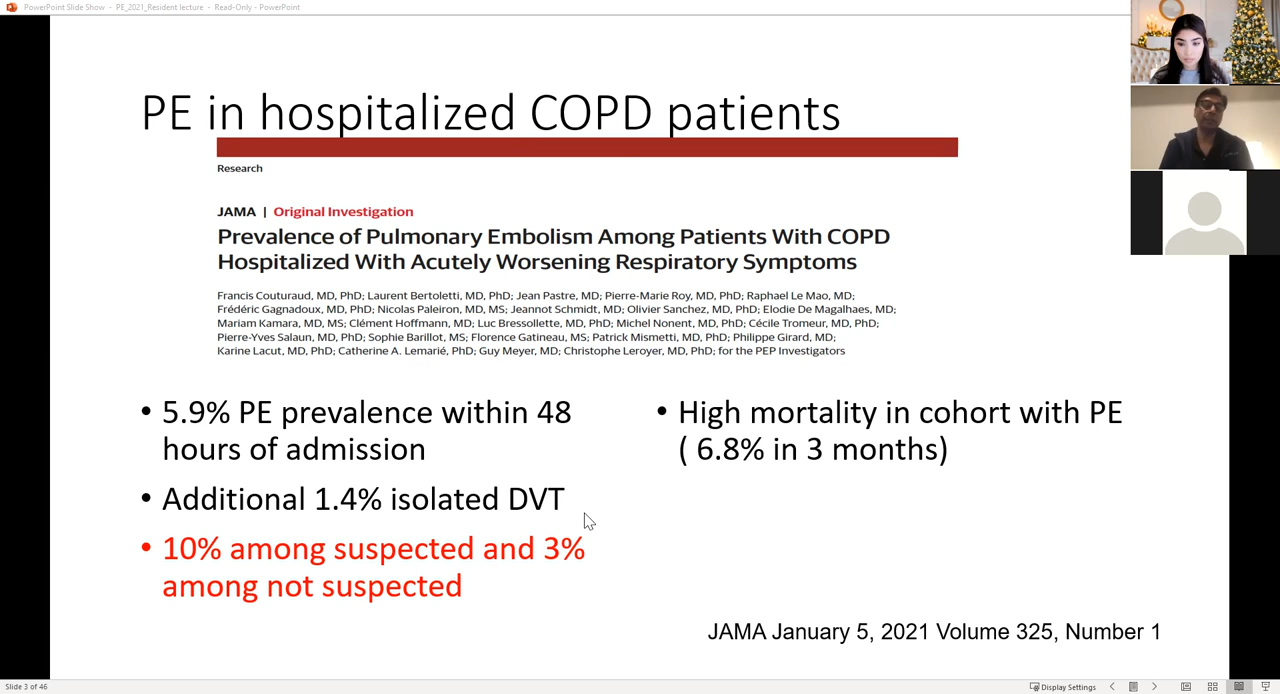 PowerPoint Slide Show - PE_2021_Resident lecture - Read-Only - PowerPoint
PE in hospitalized COPD patients
Research
JAMA | Original Investigation
Prevalence of Pulmonary Embolism Among Patients With COPD
Hospitalized With Acutely Worsening Respiratory Symptoms
Francis Couturaud, MD, PhD; Laurent Bertoletti, MD, PhD; Jean Pastre, MD; Pierre-Marie Roy, MD, PhD; Raphael Le Mao, MD;
Frédéric Gagnadoux, MD, PhD; Nicolas Paleiron, MD, MS; Jeannot Schmidt, MD; Olivier Sanchez, MD, PhD; Elodie De Magalhaes, MD;
Mariam Kamara, MD, MS; Clément Hoffmann, MD; Luc Bressollette, MD, PhD; Michel Nonent, MD, PhD; Cécile Tromeur, MD, PhD;
Pierre-Yves Salaun, MD, PhD; Sophie Barillot, MS; Florence Gatineau, MS; Patrick Mismetti, MD, PhD; Philippe Girard, MD;
Karine Lacut, MD, PhD; Catherine A. Lemarié, PhD; Guy Meyer, MD; Christophe Leroyer, MD, PhD; for the PEP Investigators
• 5.9% PE prevalence within 48
hours of admission
• Additional 1.4% isolated DVT
• 10% among suspected and 3%
among not suspected
• High mortality in cohort with PE
( 6.8% in 3 months)
JAMA January 5, 2021 Volume 325, Number 1
Slide 3 of 46
Display Settings